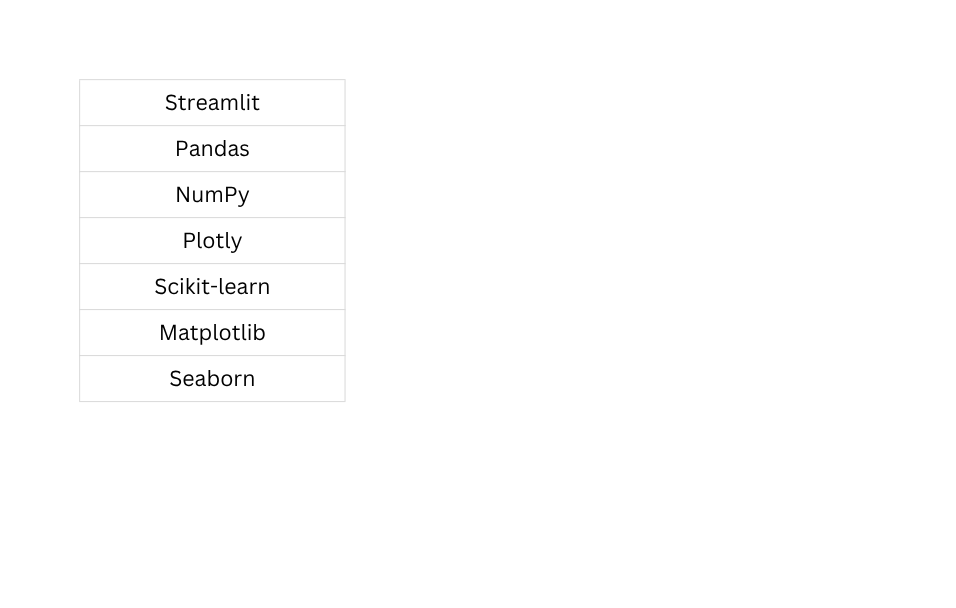 Streamlit
Pandas
NumPy
Plotly
Scikit-learn
Matplotlib
Seaborn